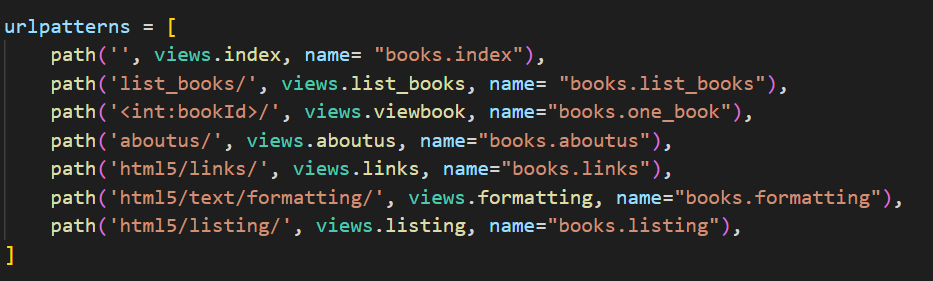 urlpatterns = [
    path('', views.index, name= "books.index"),
    path('list_books/', views.list_books, name= "books.list_books"),
    path('<int:bookId>/', views.viewbook, name="books.one_book"),
    path('aboutus/', views.aboutus, name="books.aboutus"),
    path('html5/links/', views.links, name="books.links"),
    path('html5/text/formatting/', views.formatting, name="books.formatting"),
    path('html5/listing/', views.listing, name="books.listing"),
]